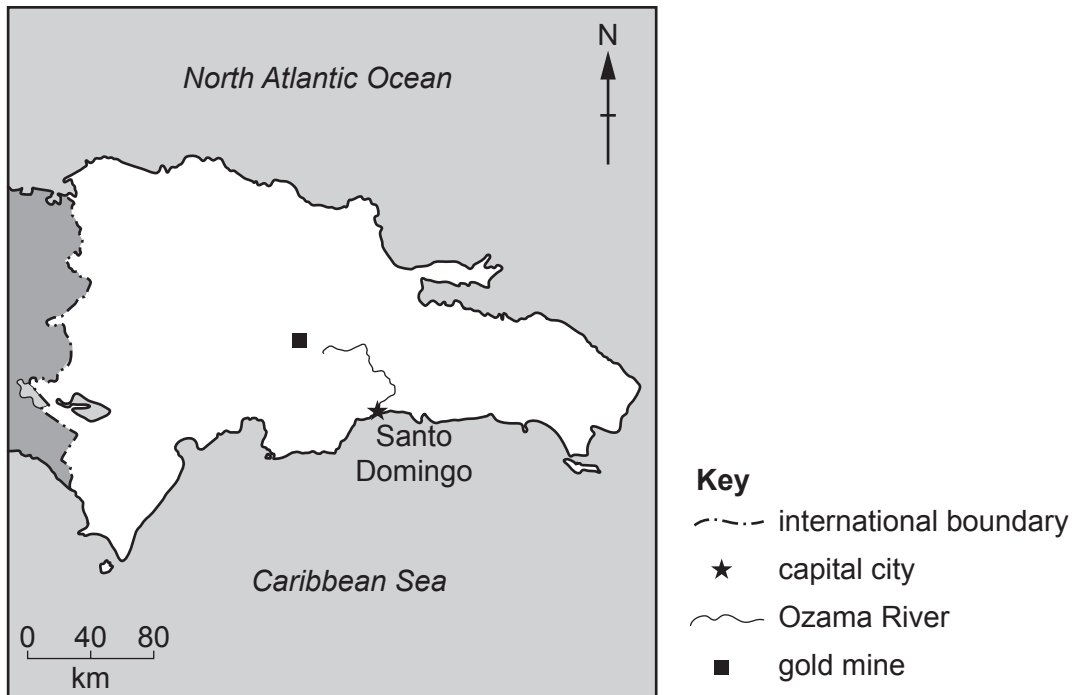 North Atlantic Ocean
N
Santo
Domingo
Caribbean Sea
0 40 80
km
Key
international boundary
capital city
Ozama River
gold mine